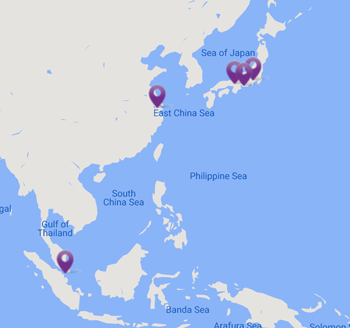 Sea of Japan
East China Sea
Philippine Sea
South
China Sea
gal
Gulf of
Thailand
Banda Sea
Arafura Sea
Solomon